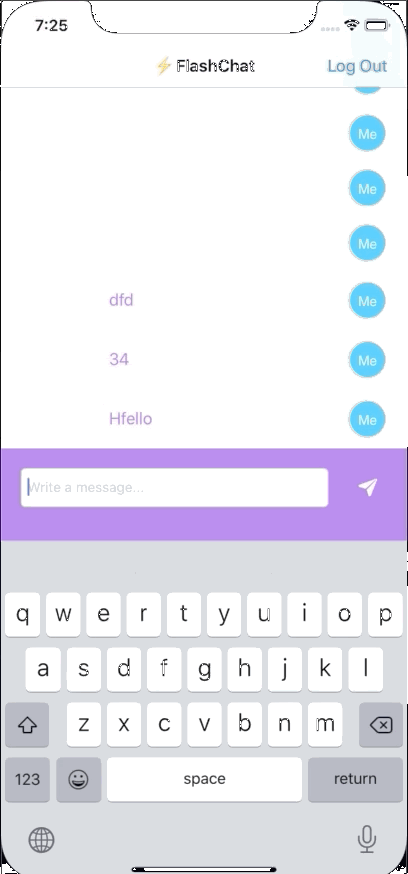 7:25
⚡️ FlashChat Log Out
Me
Me
Me
dfd Me
34 Me
Hfello Me
Write a message...
q w e r t y u i o p
a s d f g h j k l
z x c v b n m
123 space return